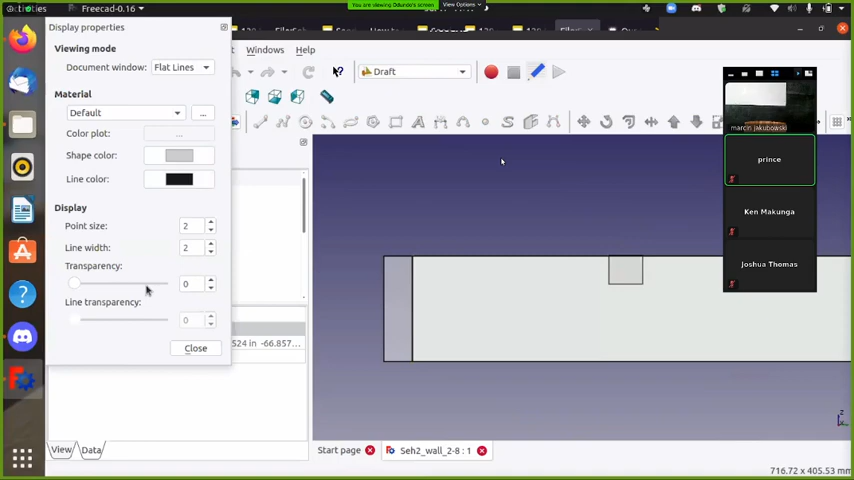 You are viewing Odundo's screen
View Options
Activities
Freecad-0.16
Display properties
Viewing mode
Document window: Flat Lines
Material
Default
...
Color plot: ...
Shape color:
Line color:
Display
Point size: 2
Line width: 2
Transparency:
0
Line transparency:
0
Close
Windows
Help
Draft
marcin jakubowski
prince
Ken Makunga
Joshua Thomas
524 in -66.857...
View
Data
Start page
Seh2_wall_2-8 : 1
716.72 x 405.53 mm